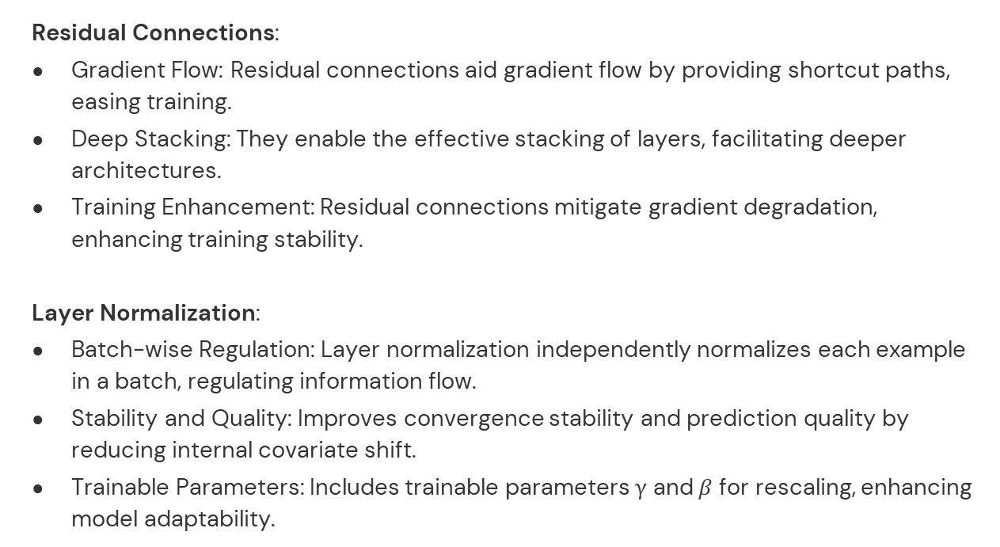 Residual Connections:
● Gradient Flow: Residual connections aid gradient flow by providing shortcut paths,
easing training.
● Deep Stacking: They enable the effective stacking of layers, facilitating deeper
architectures.
● Training Enhancement: Residual connections mitigate gradient degradation,
enhancing training stability.
Layer Normalization:
● Batch-wise Regulation: Layer normalization independently normalizes each example
in a batch, regulating information flow.
● Stability and Quality: Improves convergence stability and prediction quality by
reducing internal covariate shift.
● Trainable Parameters: Includes trainable parameters γ and β for rescaling, enhancing
model adaptability.